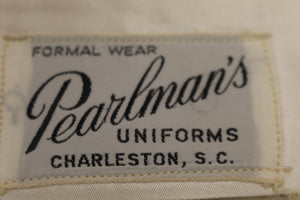 FORMAL WEAR
Pearlman's
UNIFORMS
CHARLESTON, S.C.